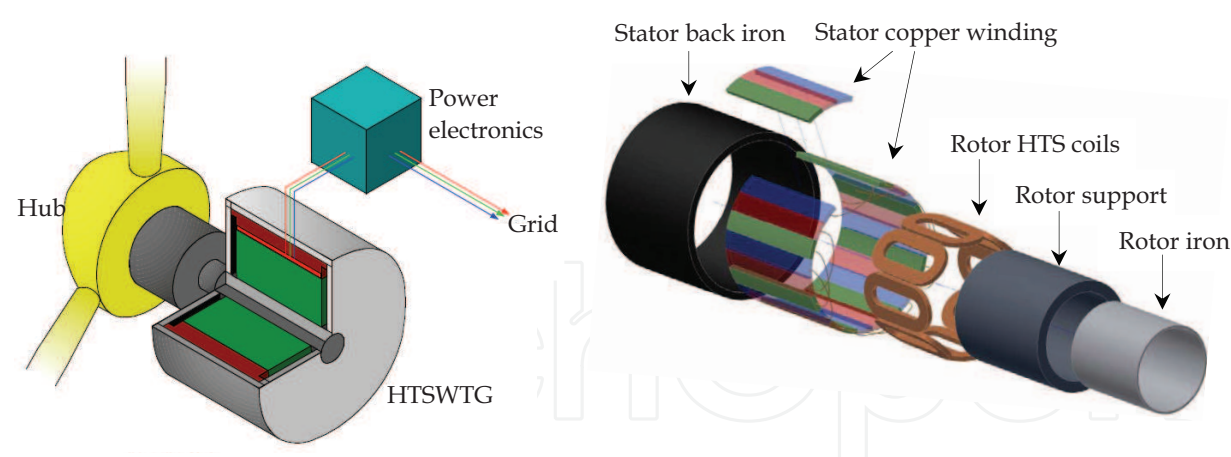 Power
electronics
Hub
Grid
HTSWTG
Stator back iron
Stator copper winding
Rotor HTS coils
Rotor support
Rotor iron